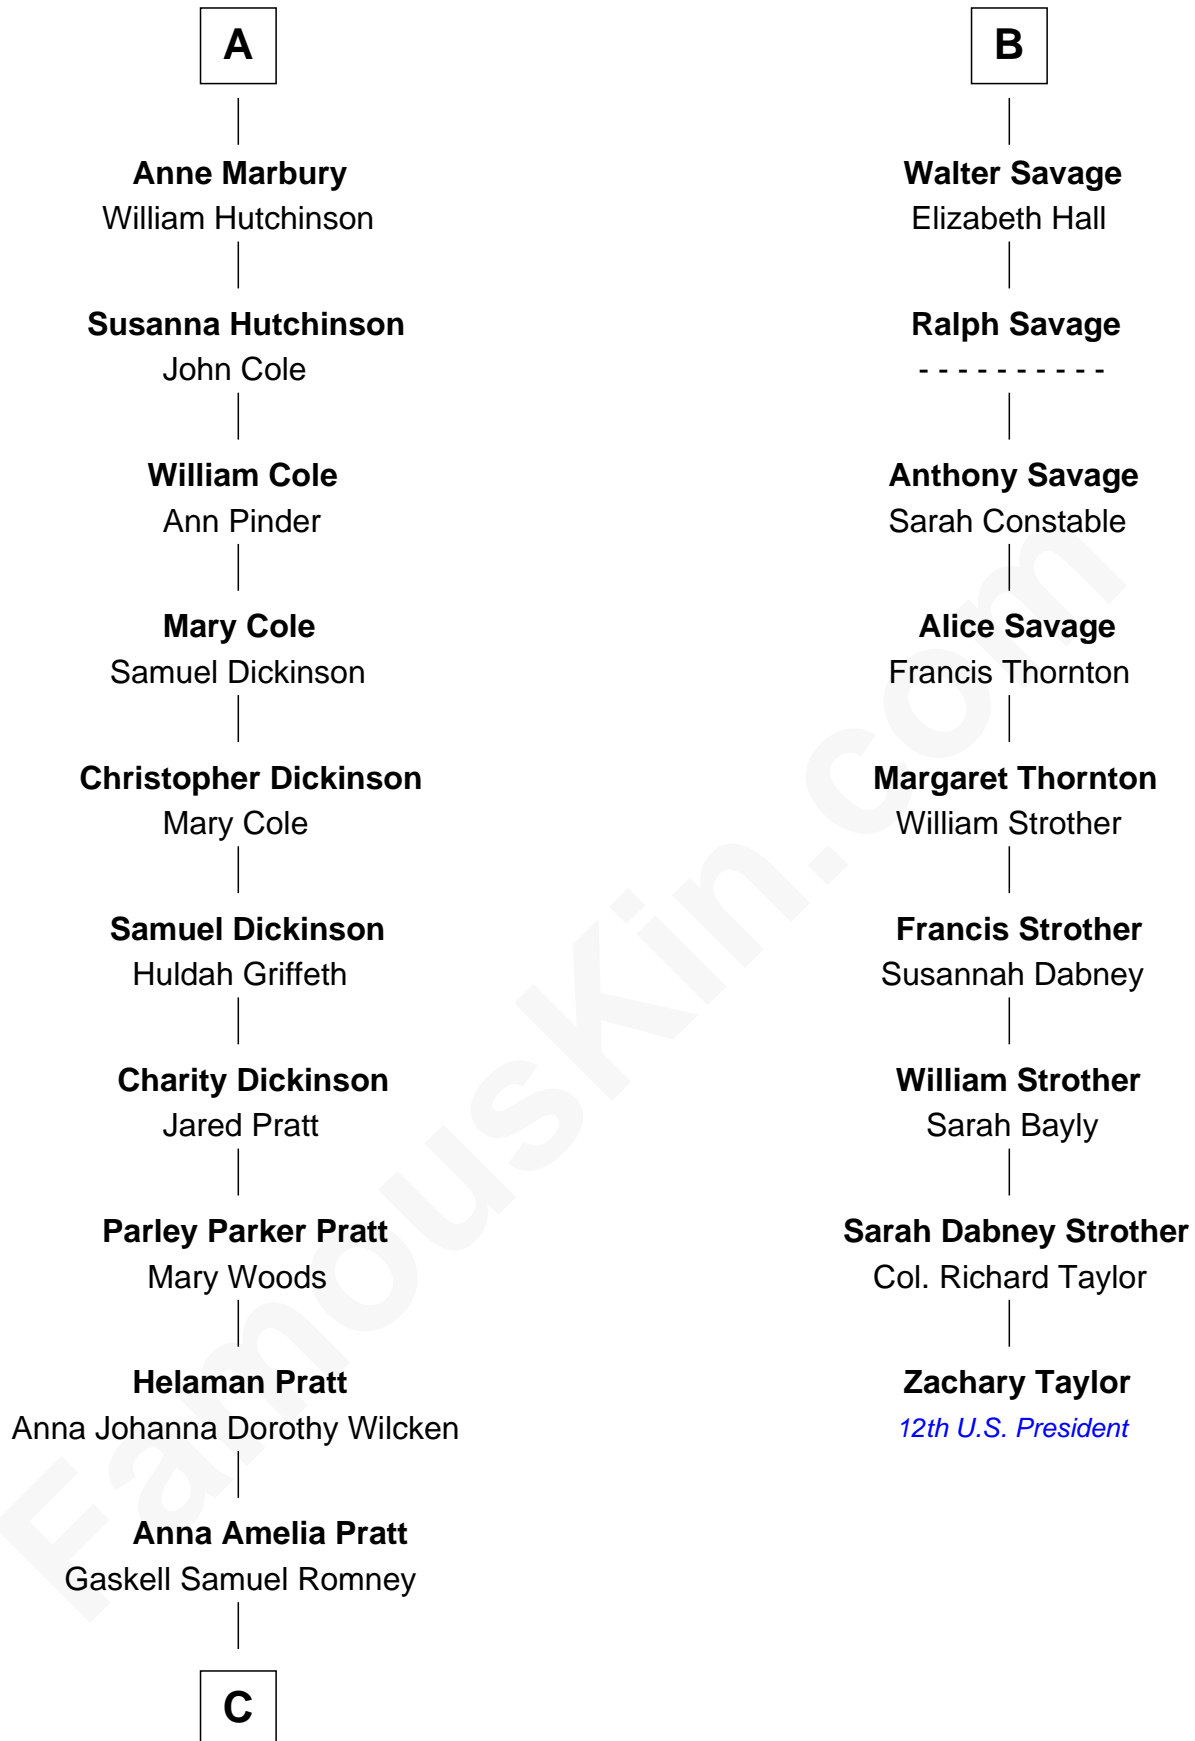 A
Anne Marbury
William Hutchinson
Susanna Hutchinson
John Cole
William Cole
Ann Pinder
Mary Cole
Samuel Dickinson
Christopher Dickinson
Mary Cole
Samuel Dickinson
Huldah Griffeth
Charity Dickinson
Jared Pratt
Parley Parker Pratt
Mary Woods
Helaman Pratt
Anna Johanna Dorothy Wilcken
Anna Amelia Pratt
Gaskell Samuel Romney
C
B
Walter Savage
Elizabeth Hall
Ralph Savage
- - - - - - - - - -
Anthony Savage
Sarah Constable
Alice Savage
Francis Thornton
Margaret Thornton
William Strother
Francis Strother
Susannah Dabney
William Strother
Sarah Bayly
Sarah Dabney Strother
Col. Richard Taylor
Zachary Taylor
12th U.S. President
FamousKin.com